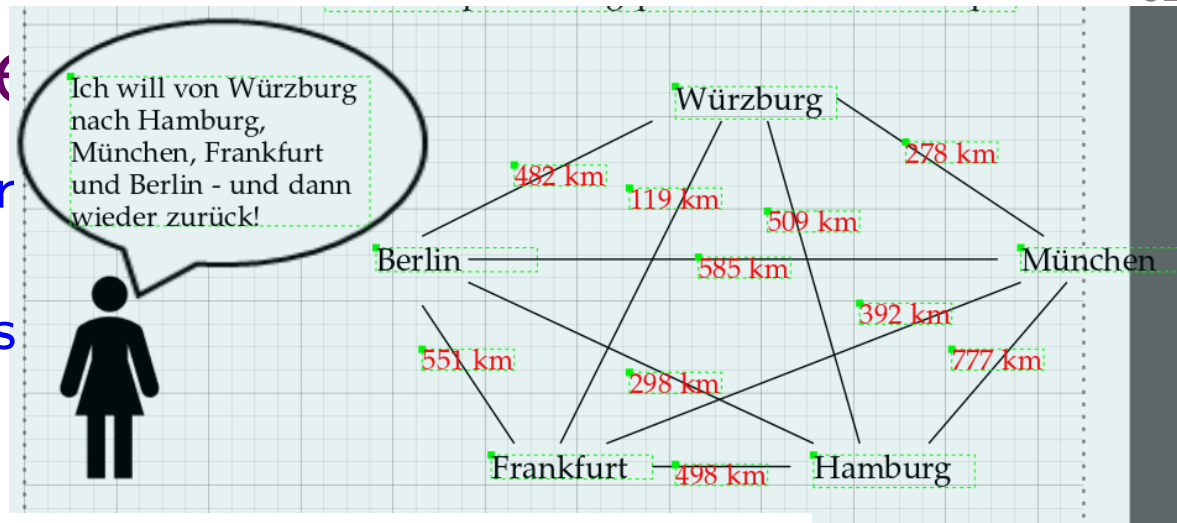 Ich will von Würzburg
nach Hamburg,
München, Frankfurt
und Berlin - und dann
wieder zurück!
Würzburg
278 km
482 km
119 km
509 km
Berlin
585 km
München
392 km
551 km
298 km
777 km
Frankfurt
498 km
Hamburg